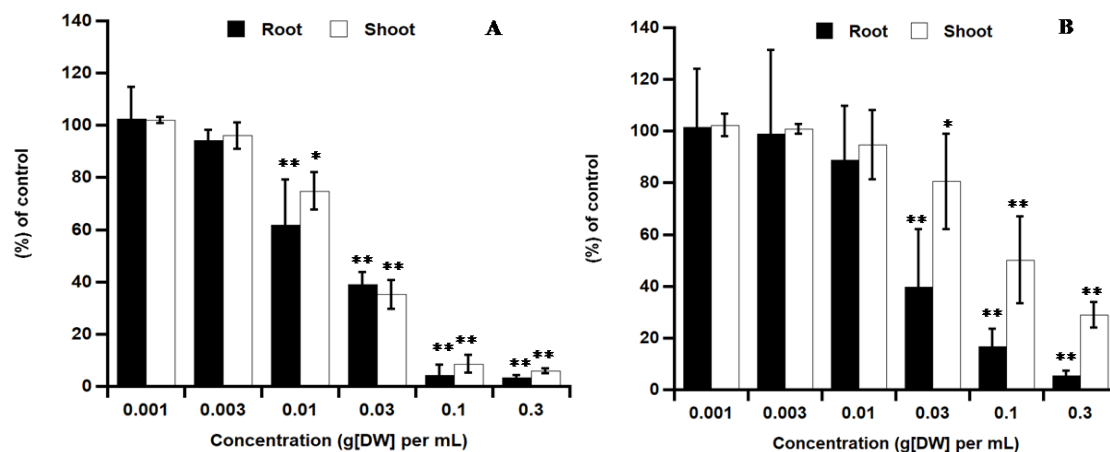 Root Shoot A
(%) of control
140
120
100
80
60
40
20
0
** *
** **
** **
** **
0.001 0.003 0.01 0.03 0.1 0.3
Concentration (g[DW] per mL)
Root Shoot B
(%) of control
140
120
100
80
60
40
20
0
** *
** **
** **
0.001 0.003 0.01 0.03 0.1 0.3
Concentration (g[DW] per mL)